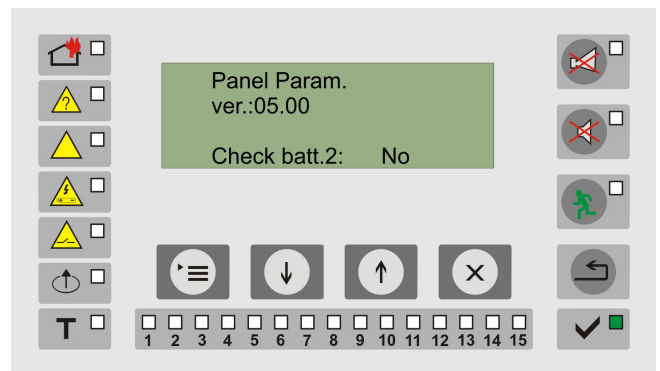 Panel Param.
ver.:05.00
Check batt.2: No
?
T
1 2 3 4 5 6 7 8 9 10 11 12 13 14 15